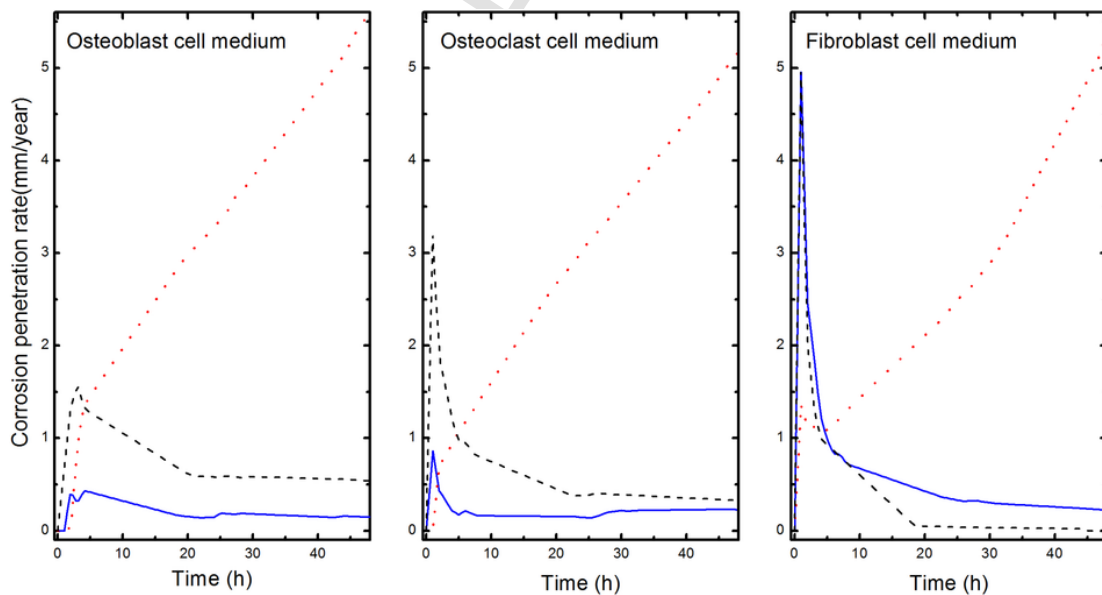 Osteoblast cell medium
Osteoclast cell medium
Fibroblast cell medium
Corrosion penetration rate(mm/year)
5
4
3
2
1
0
0 10 20 30 40
Time (h)
5
4
3
2
1
0
0 10 20 30 40
Time (h)
5
4
3
2
1
0
0 10 20 30 40
Time (h)